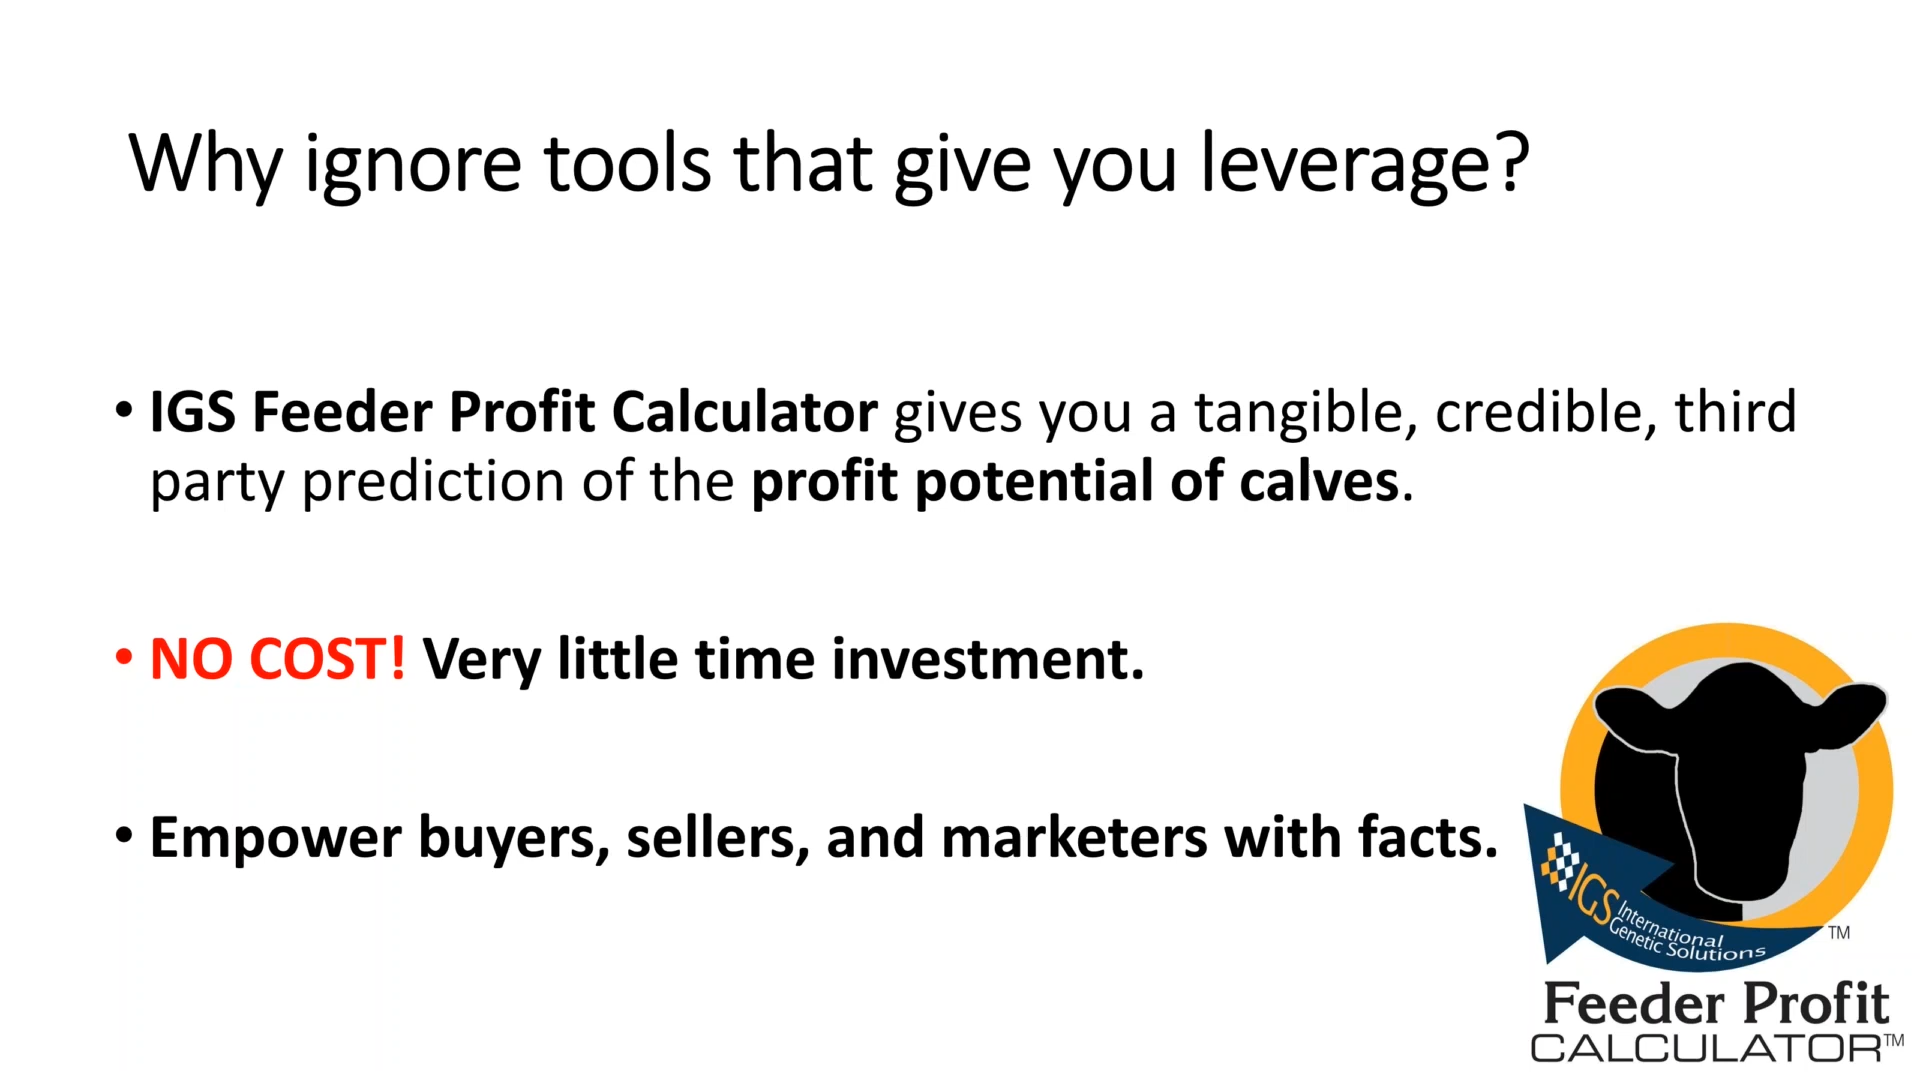 Why ignore tools that give you leverage?
• IGS Feeder Profit Calculator gives you a tangible, credible, third
party prediction of the profit potential of calves.
• NO COST! Very little time investment.
• Empower buyers, sellers, and marketers with facts.
IGS International
Genetic Solutions
TM
Feeder Profit
CALCULATOR™